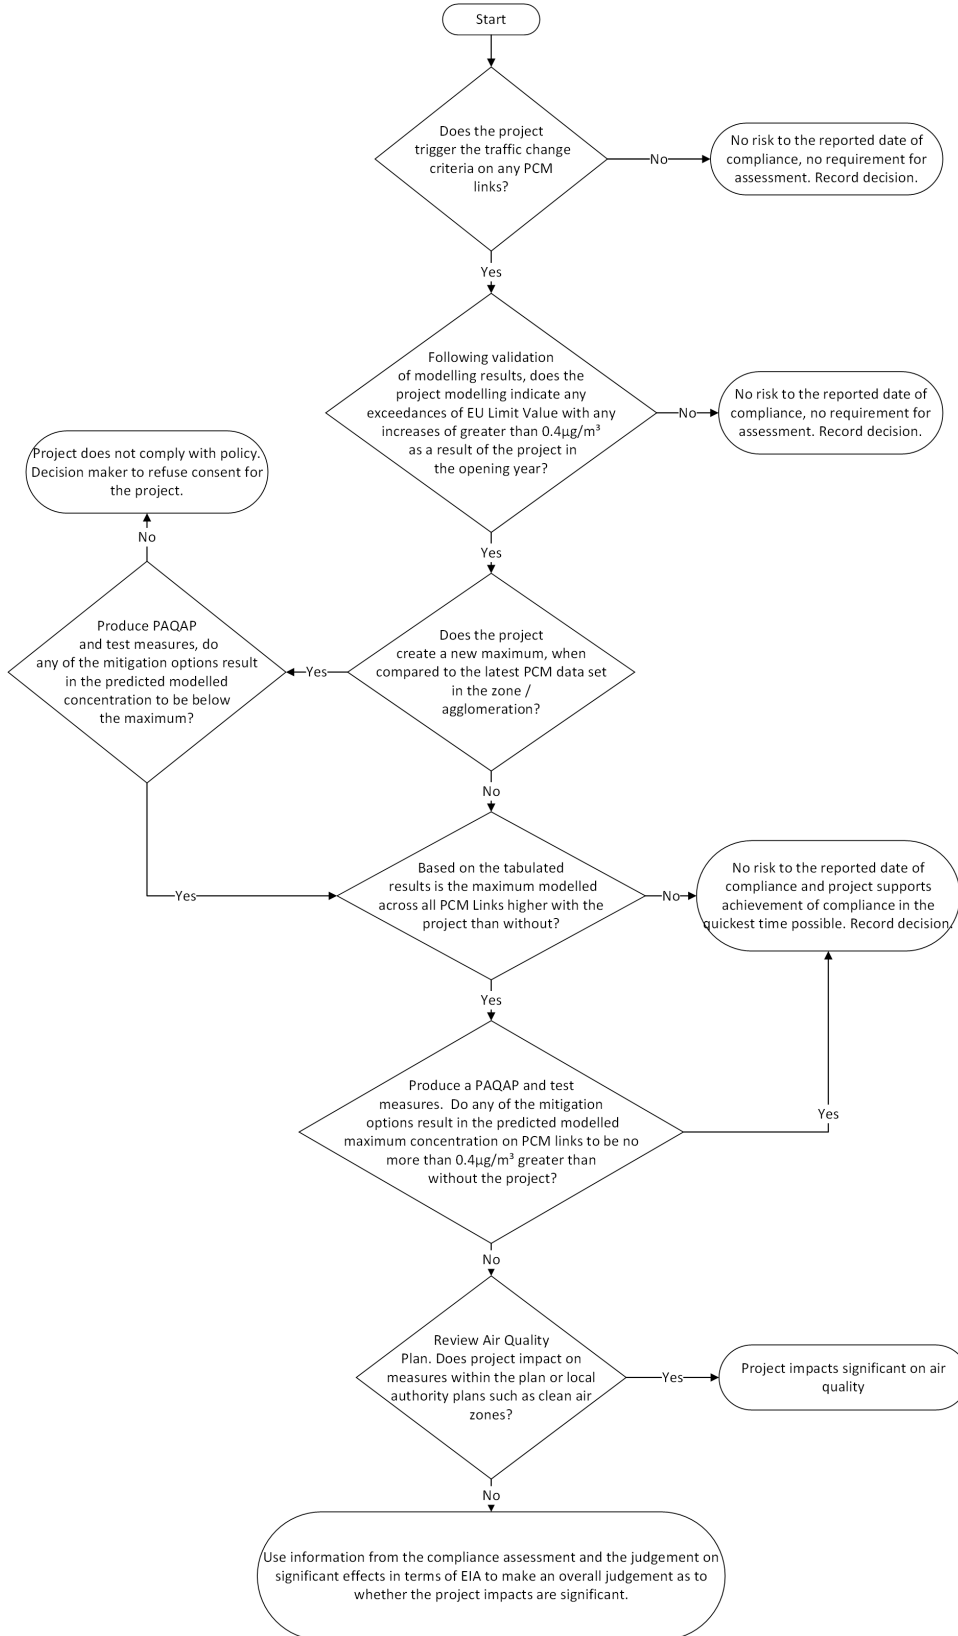 Start
Does the project
trigger the traffic change
criteria on any PCM
links?
No
No risk to the reported date of
compliance, no requirement for
assessment. Record decision.
Yes
Following validation
of modelling results, does the
project modelling indicate any
exceedances of EU Limit Value with any
increases of greater than 0.4µg/m³
as a result of the project in
the opening year?
No
No risk to the reported date of
compliance, no requirement for
assessment. Record decision.
Project does not comply with policy.
Decision maker to refuse consent for
the project.
No
Yes
Produce PAQAP
and test measures, do
any of the mitigation options result
in the predicted modelled
concentration to be below
the maximum?
Yes
Does the project
create a new maximum, when
compared to the latest PCM data set
in the zone /
agglomeration?
No
Yes
Based on the tabulated
results is the maximum modelled
across all PCM Links higher with the
project than without?
No
No risk to the reported date of
compliance and project supports
achievement of compliance in the
quickest time possible. Record decision.
Yes
Produce a PAQAP and test
measures.  Do any of the mitigation
options result in the predicted modelled
maximum concentration on PCM links to be no
more than 0.4µg/m³ greater than
without the project?
Yes
No
Review Air Quality
Plan. Does project impact on
measures within the plan or local
authority plans such as clean air
zones?
Yes
Project impacts significant on air
quality
No
Use information from the compliance assessment and the judgement on
significant effects in terms of EIA to make an overall judgement as to
whether the project impacts are significant.